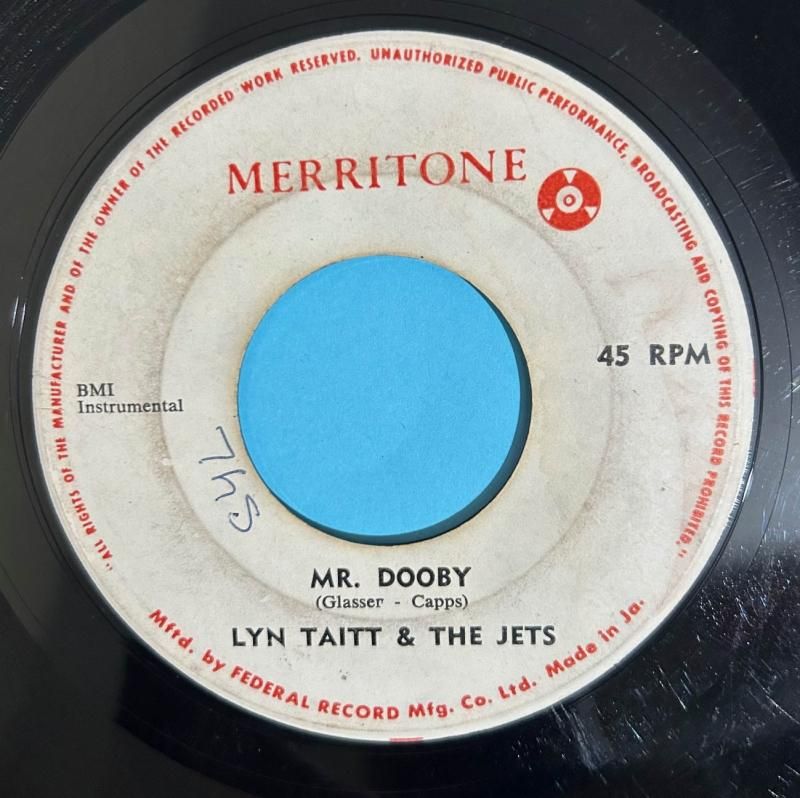 "ALL RIGHTS OF THE MANUFACTURER AND OF THE OWNER OF THE RECORDED WORK RESERVED. UNAUTHORIZED PUBLIC PERFORMANCE, BROADCASTING AND COPYING OF THIS RECORD PROHIBITED."
MERRITONE
45 RPM
BMI
Instrumental
MR. DOOBY
(Glasser - Capps)
LYN TAITT & THE JETS
Mftd. by FEDERAL RECORD Mfg. Co. Ltd. Made in Ja.